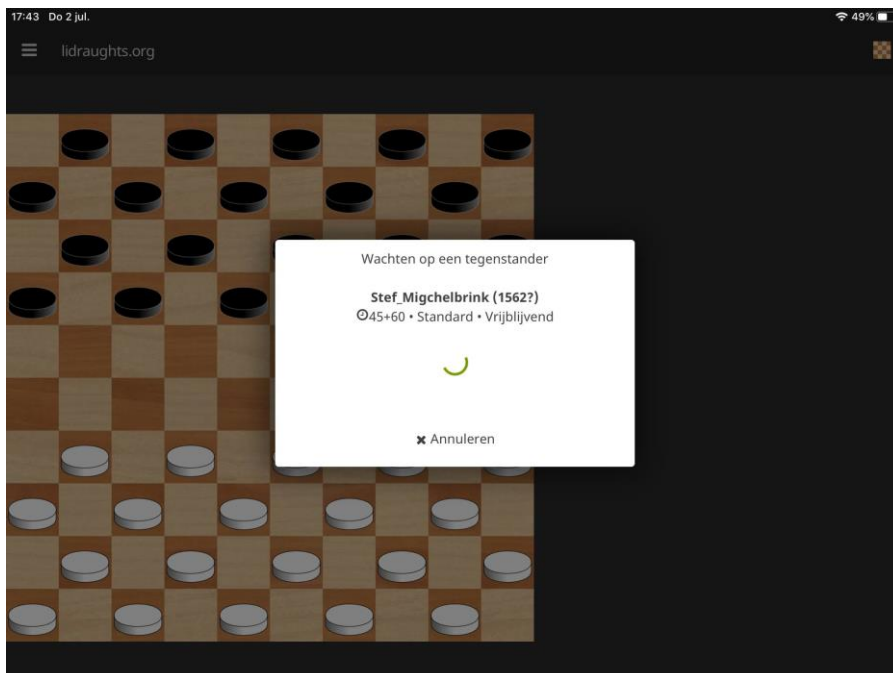 17:43 Do 2 jul. 49%
lidraughts.org
Wachten op een tegenstander
Stef_Migchelbrink (1562?)
45+60 • Standard • Vrijblijvend
Annuleren